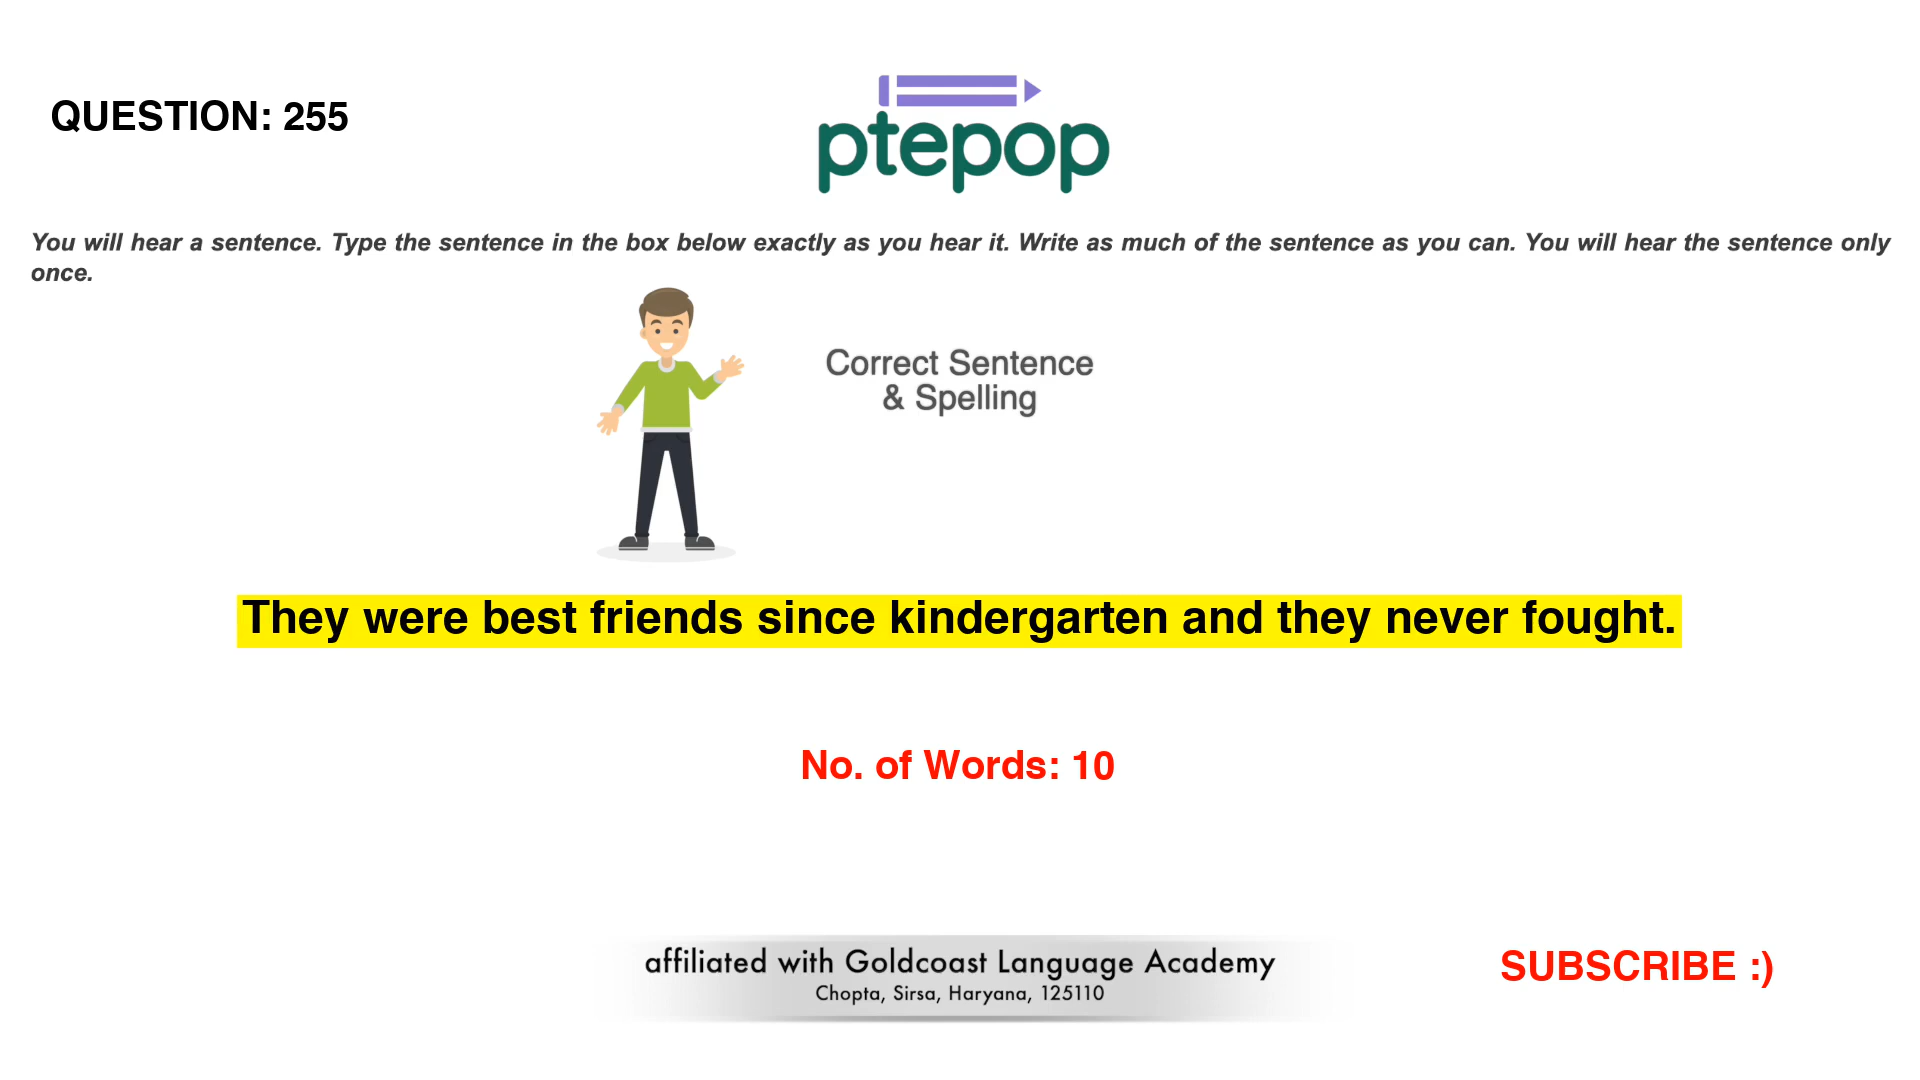 QUESTION: 255
ptepop
You will hear a sentence. Type the sentence in the box below exactly as you hear it. Write as much of the sentence as you can. You will hear the sentence only
once.
Correct Sentence
& Spelling
They were best friends since kindergarten and they never fought.
No. of Words: 10
affiliated with Goldcoast Language Academy
Chopta, Sirsa, Haryana, 125110
SUBSCRIBE :)